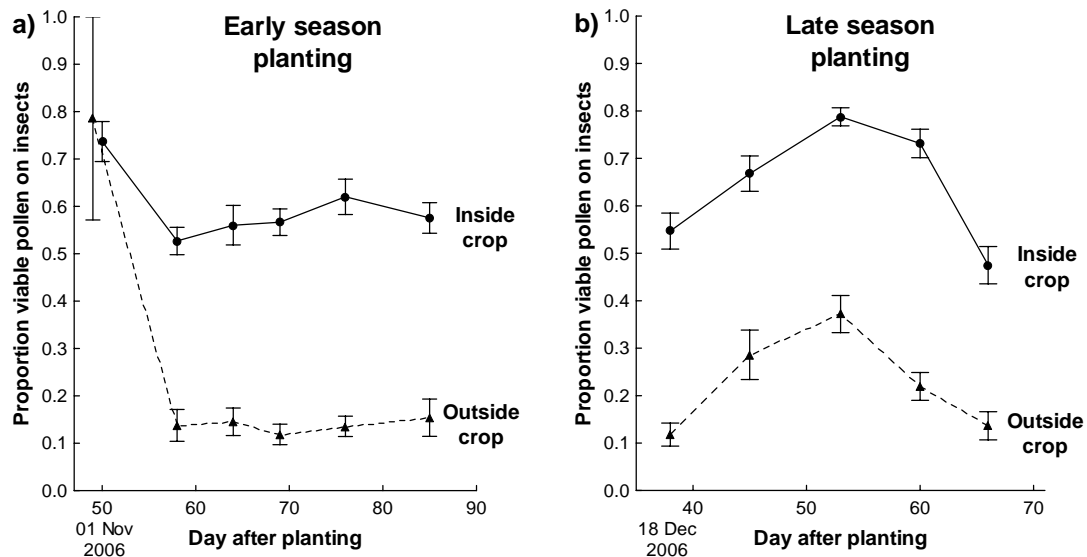 a)
Early season
planting
Proportion viable pollen on insects
1.0
0.9
0.8
0.7
0.6
0.5
0.4
0.3
0.2
0.1
0.0
Inside
crop
Outside
crop
50 60 70 80 90
01 Nov
2006
Day after planting
b)
Late season
planting
Proportion viable pollen on insects
1.0
0.9
0.8
0.7
0.6
0.5
0.4
0.3
0.2
0.1
0.0
Inside
crop
Outside
crop
40 50 60 70
18 Dec
2006
Day after planting